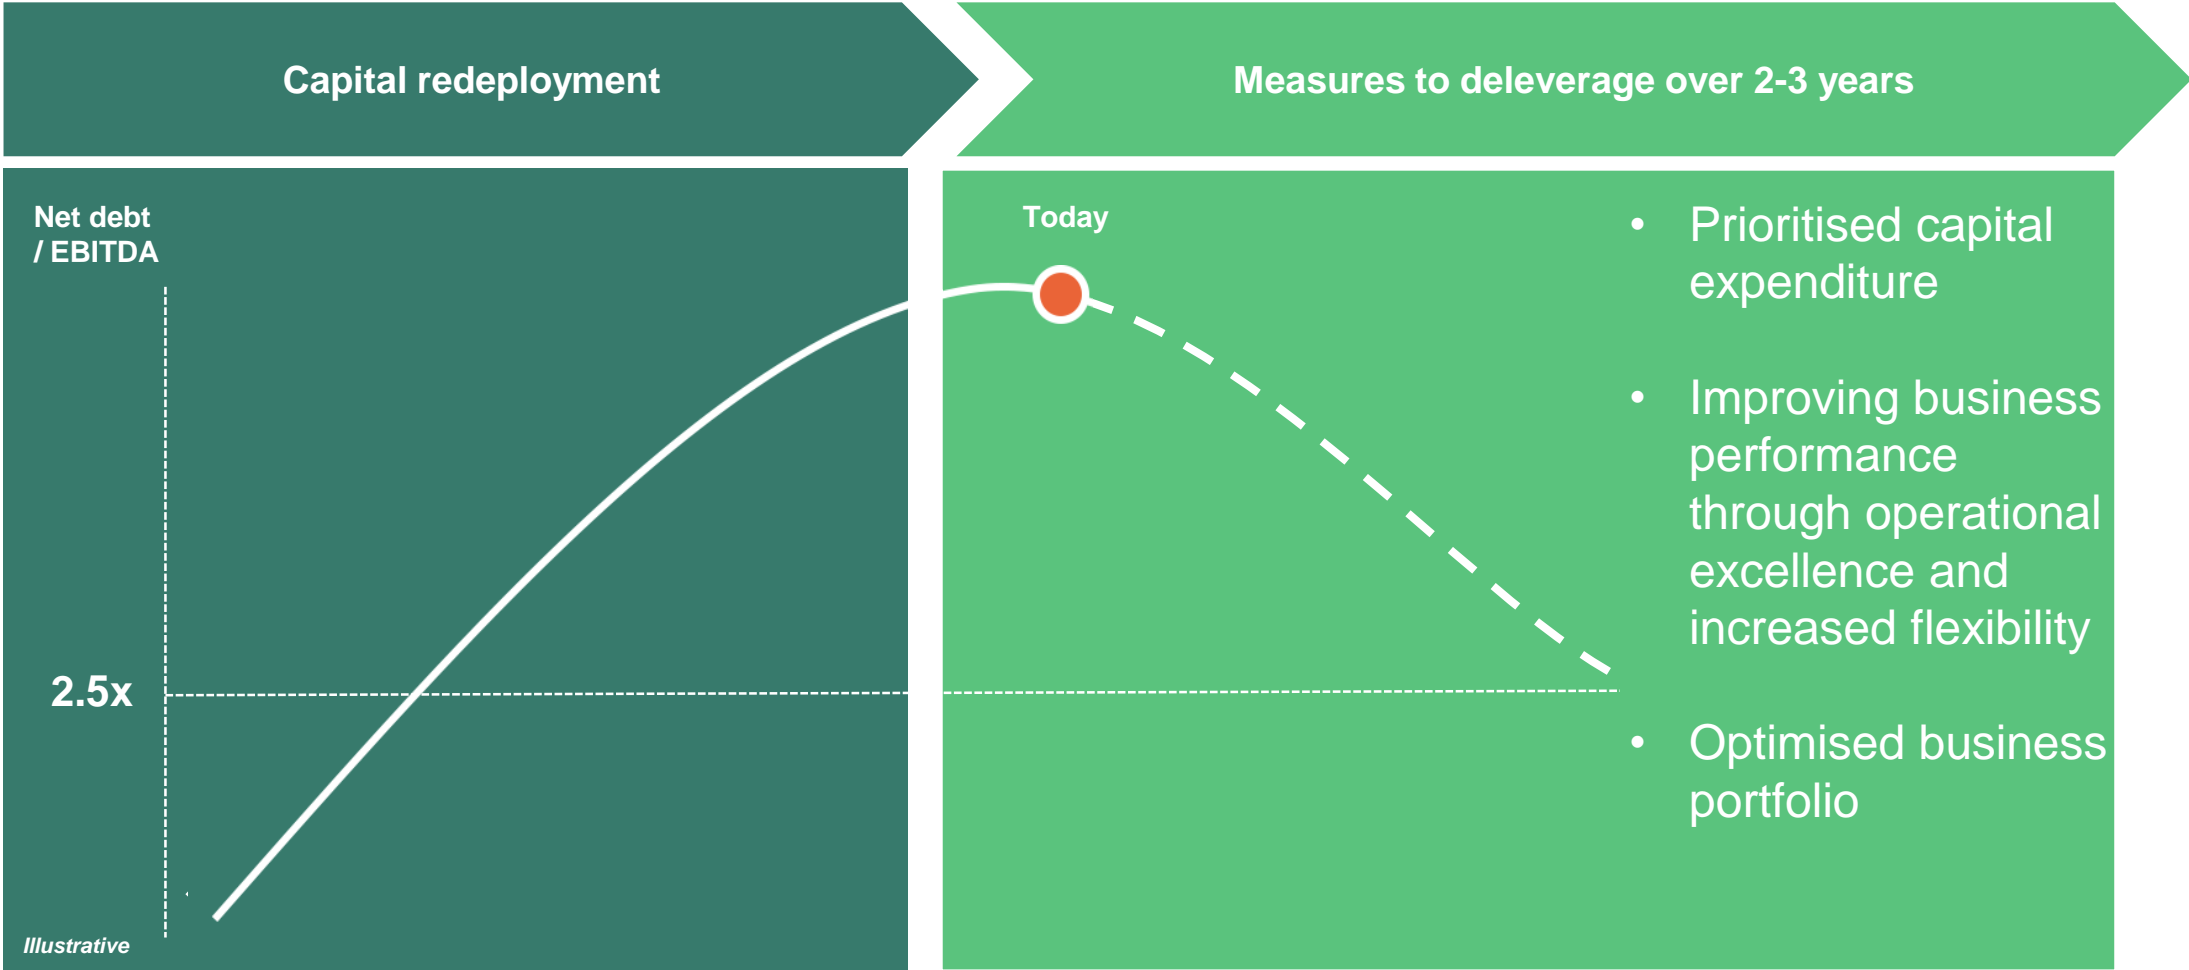 Capital redeployment
Measures to deleverage over 2-3 years
Net debt
/ EBITDA
2.5x
Illustrative
Today
• Prioritised capital
expenditure
• Improving business
performance
through operational
excellence and
increased flexibility
• Optimised business
portfolio